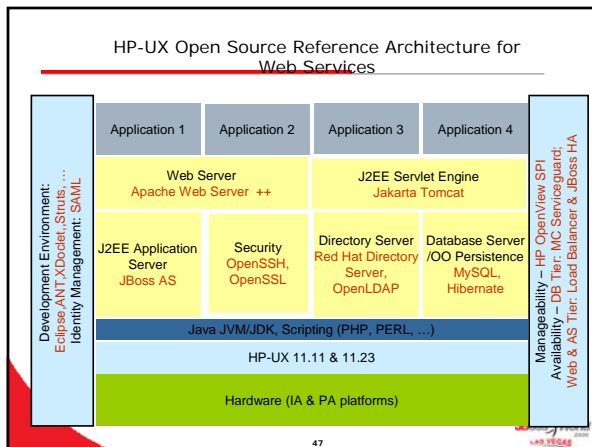 HP-UX Open Source Reference Architecture for
Web Services
Development Environment:
Eclipse,ANT,XDoclet,,Struts, …
Identity Management: SAML
Application 1
Application 2
Application 3
Application 4
Web Server
Apache Web Server ++
J2EE Servlet Engine
Jakarta Tomcat
J2EE Application
Server
JBoss AS
Security
OpenSSH,
OpenSSL
Directory Server
Red Hat Directory
Server,
OpenLDAP
Database Server
/OO Persistence
MySQL,
Hibernate
Java JVM/JDK, Scripting (PHP, PERL, …)
HP-UX 11.11 & 11.23
Hardware (IA & PA platforms)
Manageability – HP OpenView SPI
Availability – DB Tier: MC Serviceguard;
Web & AS Tier: Load Balancer & JBoss HA
47
LAS VEGAS